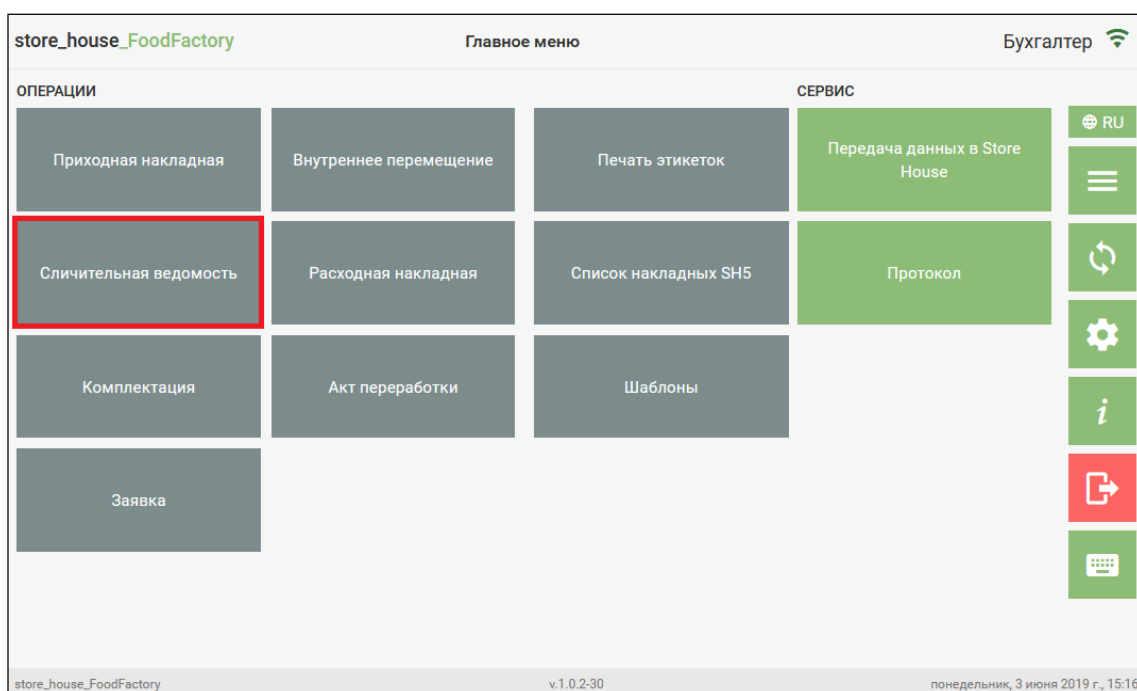 store_house_FoodFactory
Главное меню
Бухгалтер
ОПЕРАЦИИ
СЕРВИС
Приходная накладная
Внутреннее перемещение
Печать этикеток
Передача данных в Store
House
RU
Сличительная ведомость
Расходная накладная
Список накладных SH5
Протокол
Комплектация
Акт переработки
Шаблоны
i
Заявка
store_house_FoodFactory
v.1.0.2-30
понедельник, 3 июня 2019 г., 15:16